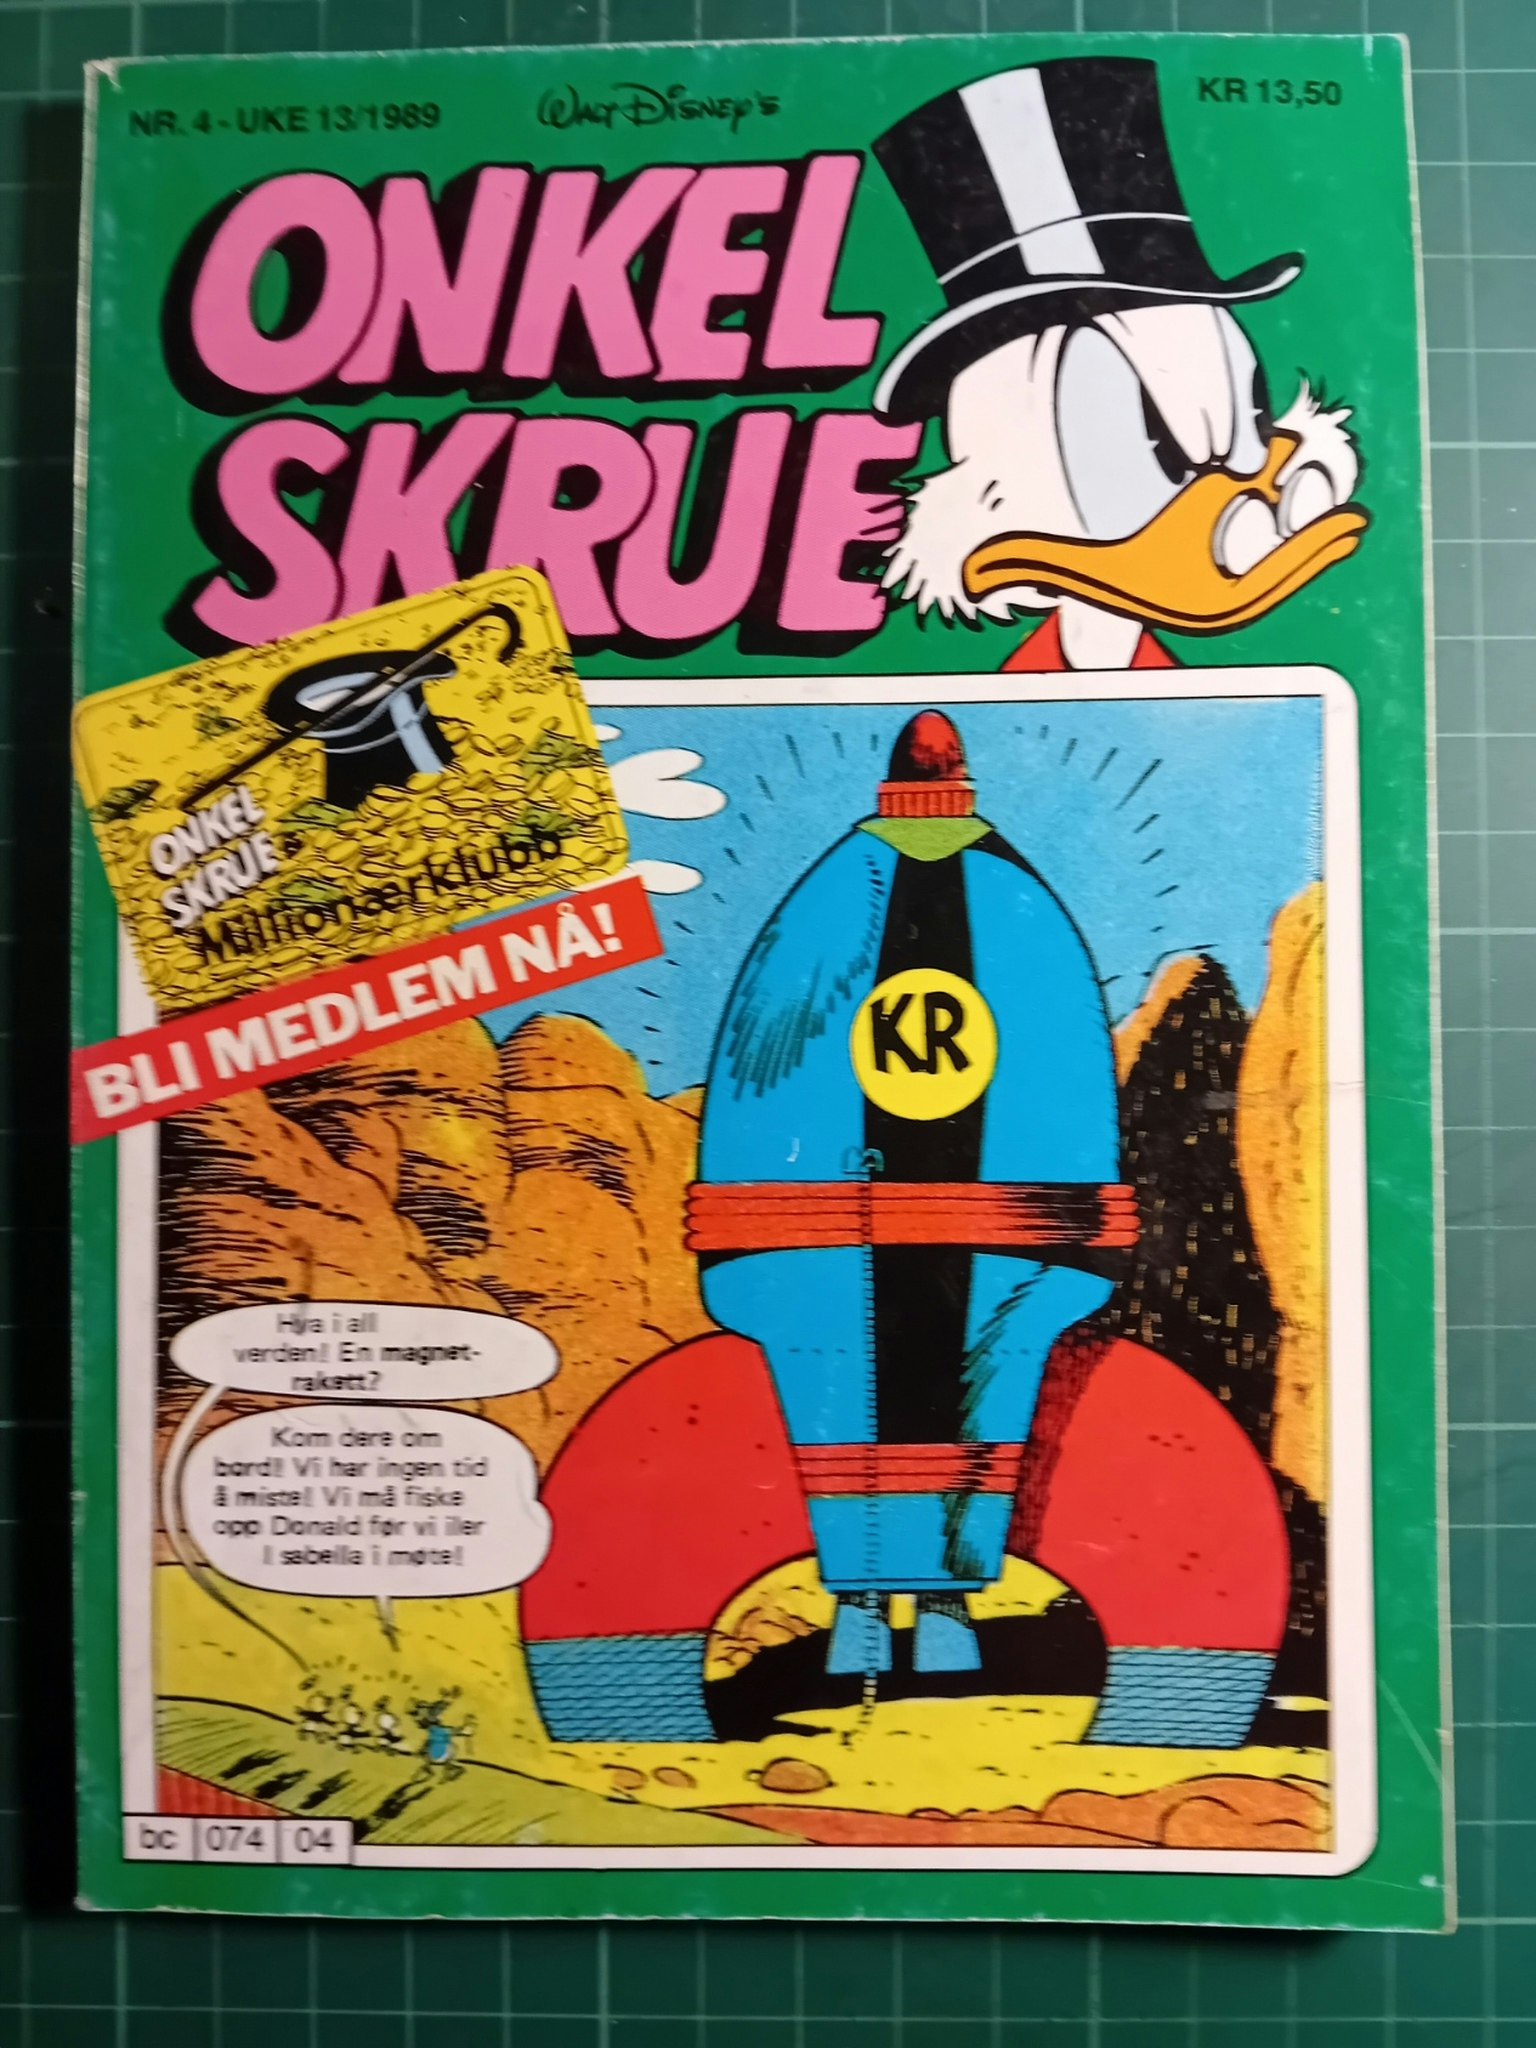 NR. 4 - UKE 13/1989
WALT DISNEY'S
KR 13,50
ONKEL
SKRUE
ONKEL
SKRUE
Millionærklubb
BLI MEDLEM NÅ!
KR
Hva i all
verden! En magnet-
rakett?
Kom dere om
bord! Vi har ingen tid
å miste! Vi må fiske
opp Donald før vi iler
I sabella i møte!
bc 074 04